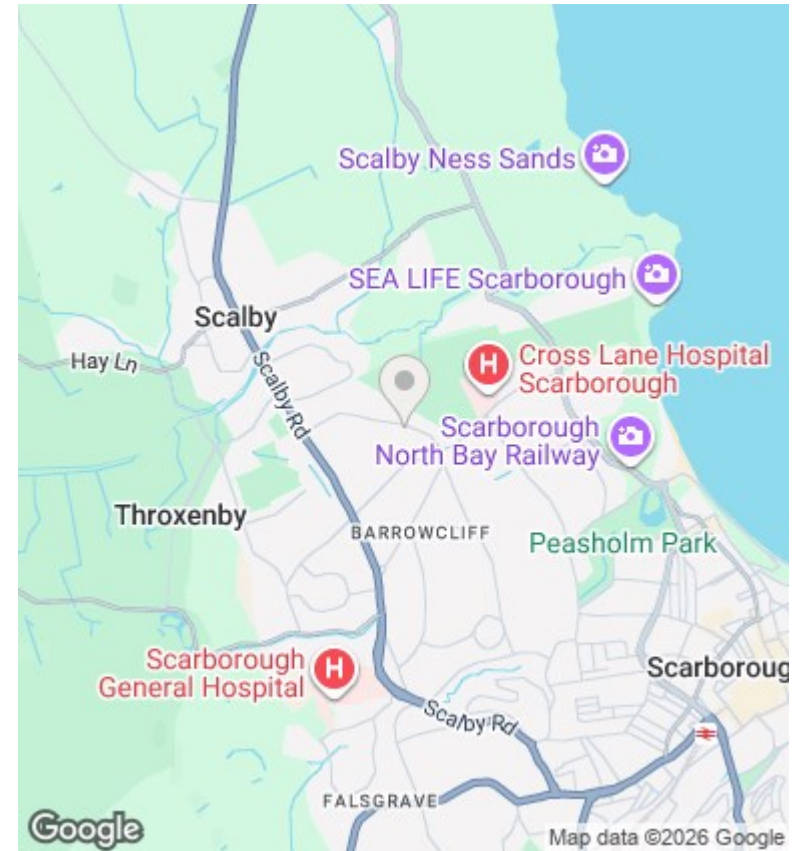 Scalby Ness Sands
SEA LIFE Scarborough
Scalby
Hay Ln
Cross Lane Hospital
Scarborough
Scalby Rd
Scarborough
North Bay Railway
Throxenby
BARROWCLIFF
Peasholm Park
Scarborough
General Hospital
Scarboroug
Scalby Rd
FALSGRAVE
Google
Map data ©2026 Google